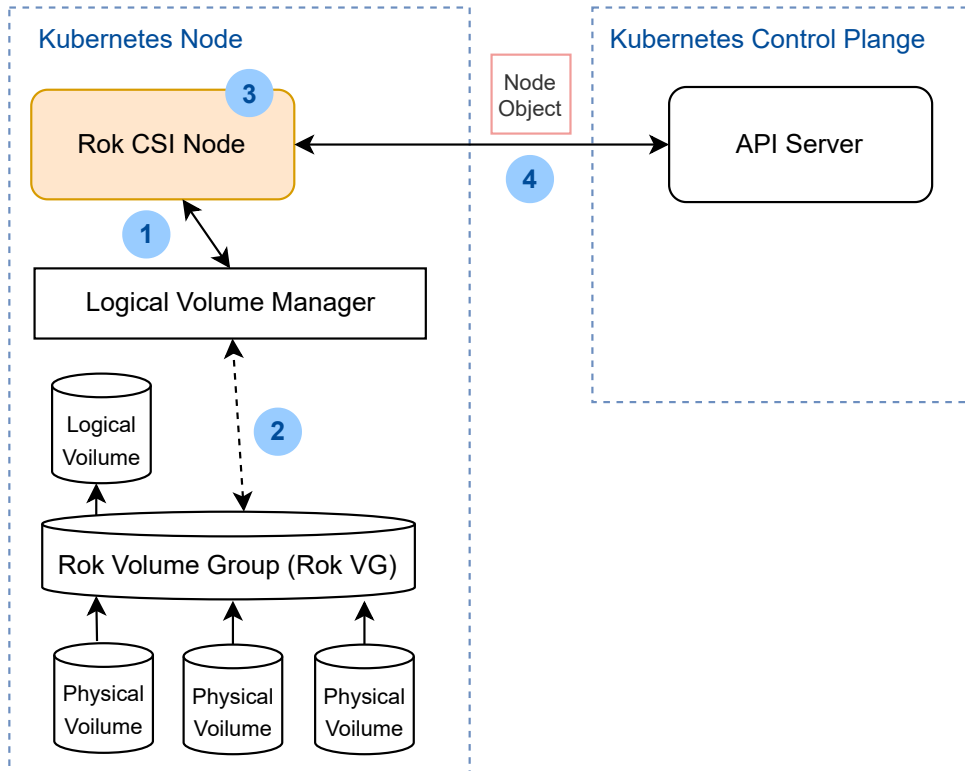 Kubernetes Node
Kubernetes Control Plange
3
Node
Object
Rok CSI Node
API Server
4
1
Logical Volume Manager
2
Logical
Voilume
Rok Volume Group (Rok VG)
Physical
Voilume
Physical
Voilume
Physical
Voilume